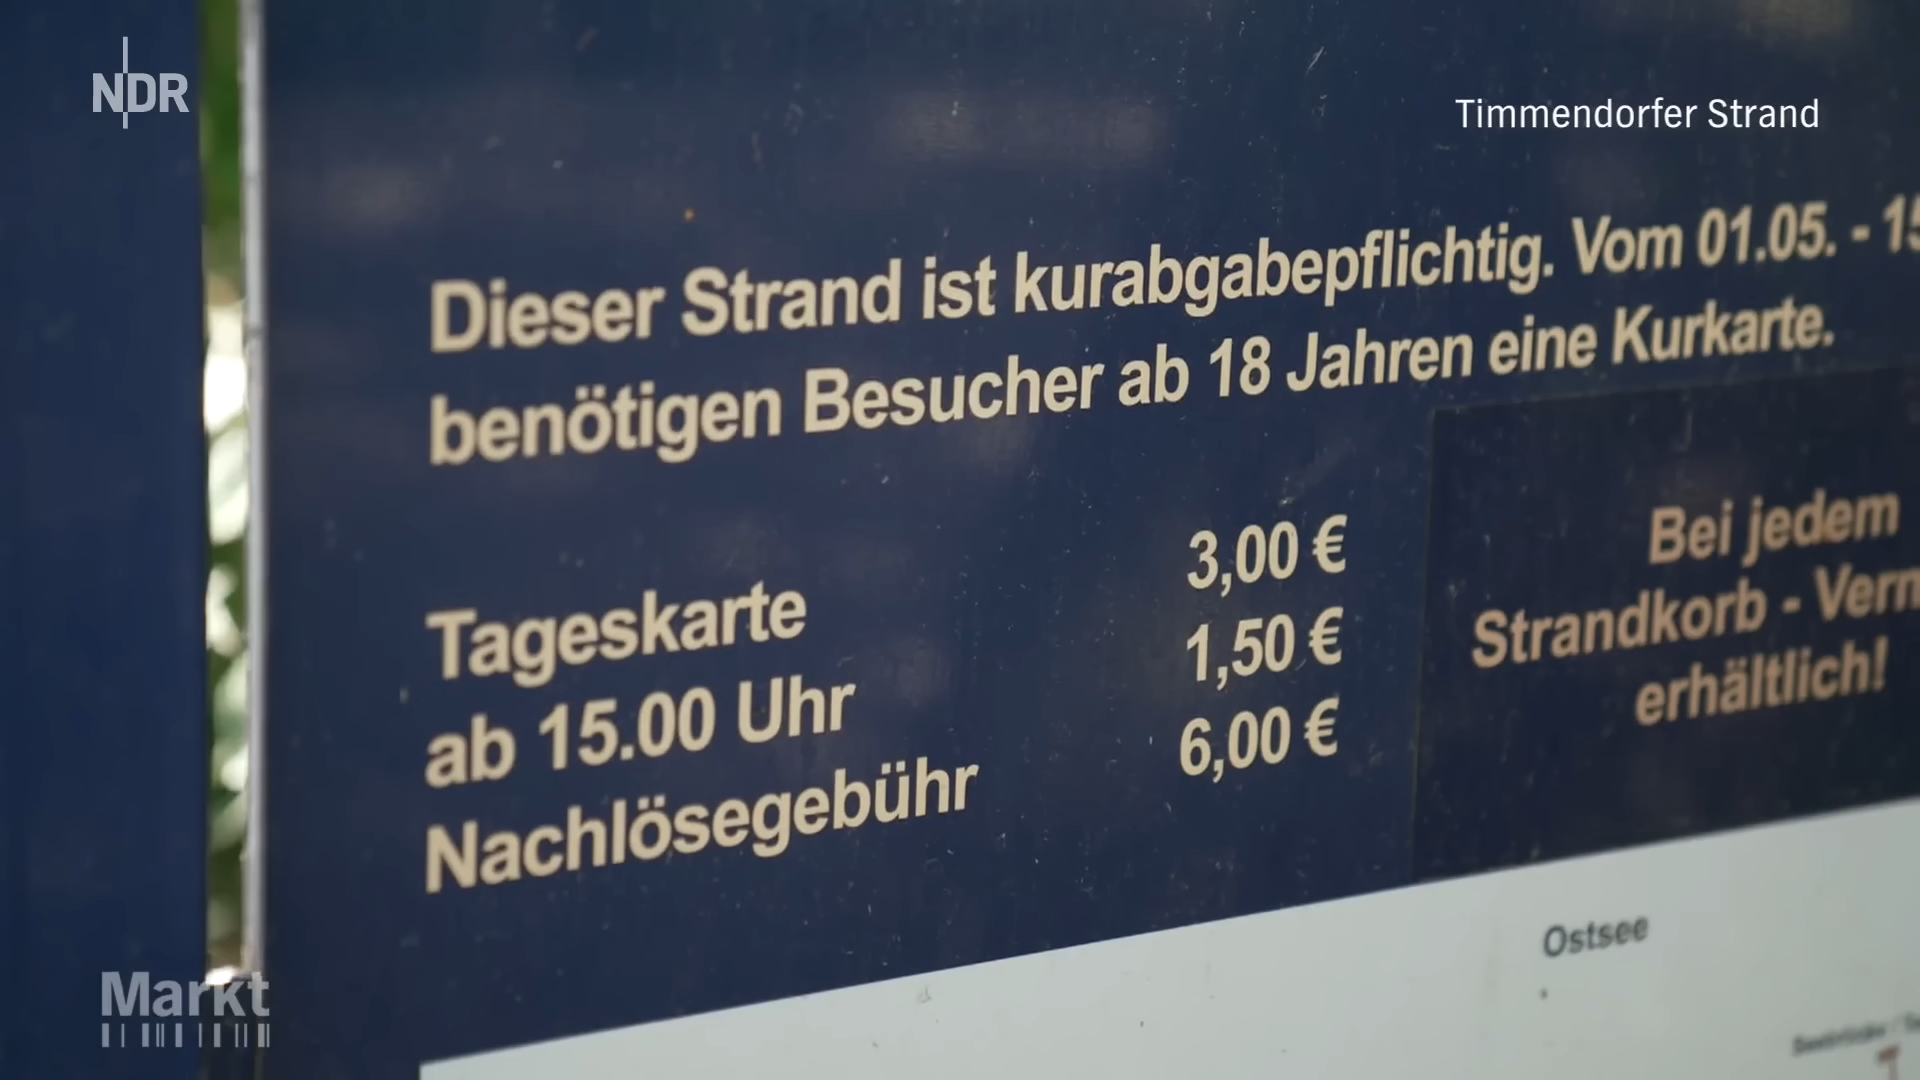 NDR
Timmendorfer Strand
Dieser Strand ist kurabgabepflichtig. Vom 01.05. - 15
benötigen Besucher ab 18 Jahren eine Kurkarte.
Tageskarte 3,00 €
ab 15.00 Uhr 1,50 €
Nachlösegebühr 6,00 €
Bei jedem
Strandkorb - Verm
erhältlich!
Ostsee
Markt